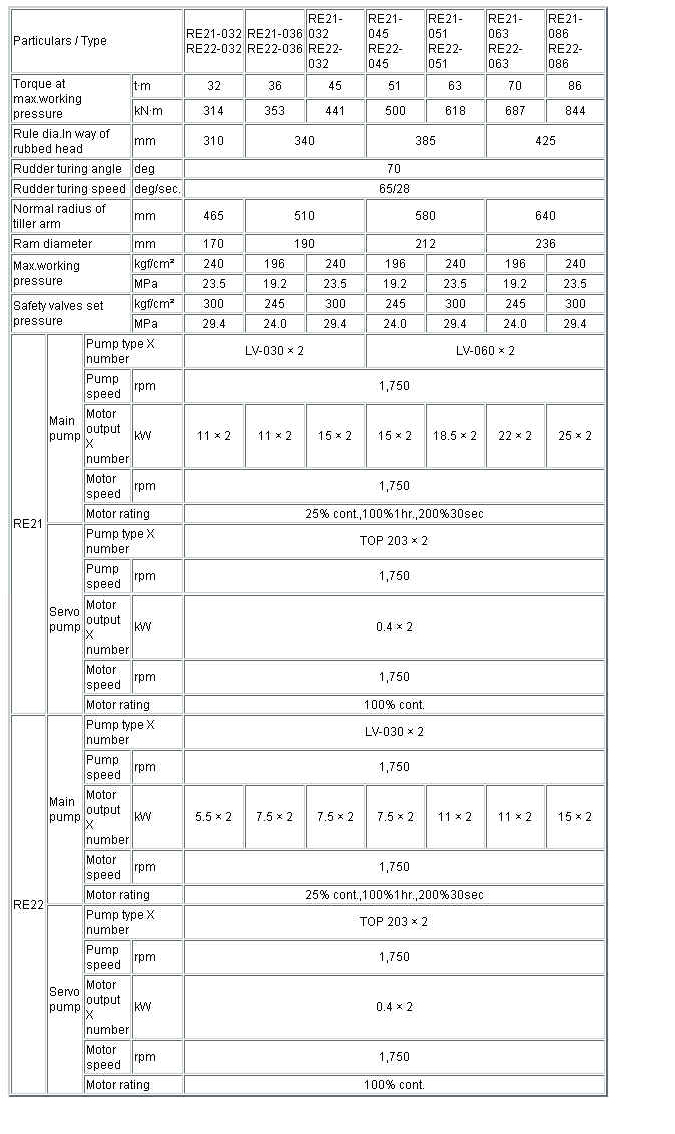 Particulars / Type
RE21-032 RE21-036 RE21- RE21- RE21- RE21- RE21-
RE22-032 RE22-036 032 045 051 063 086
RE22- RE22- RE22- RE22- RE22-
032 045 051 063 086
Torque at
max.working
pressure
t·m 32 36 45 51 63 70 86
kN·m 314 353 441 500 618 687 844
Rule dia.In way of
rubbed head
mm 310 340 385 425
Rudder turing angle deg 70
Rudder turing speed deg/sec. 65/28
Normal radius of
tiller arm
mm 465 510 580 640
Ram diameter mm 170 190 212 236
Max.working
pressure
kgf/cm² 240 196 240 196 240 196 240
MPa 23.5 19.2 23.5 19.2 23.5 19.2 23.5
Safety valves set
pressure
kgf/cm² 300 245 300 245 300 245 300
MPa 29.4 24.0 29.4 24.0 29.4 24.0 29.4
RE21
Main
pump
Pump type X
number
LV-030 × 2 LV-060 × 2
Pump
speed
rpm 1,750
Motor
output
X
number
kW 11 × 2 11 × 2 15 × 2 15 × 2 18.5 × 2 22 × 2 25 × 2
Motor
speed
rpm 1,750
Motor rating 25% cont.,100%1hr.,200%30sec
Servo
pump
Pump type X
number
TOP 203 × 2
Pump
speed
rpm 1,750
Motor
output
X
number
kW 0.4 × 2
Motor
speed
rpm 1,750
Motor rating 100% cont.
RE22
Main
pump
Pump type X
number
LV-030 × 2
Pump
speed
rpm 1,750
Motor
output
X
number
kW 5.5 × 2 7.5 × 2 7.5 × 2 7.5 × 2 11 × 2 11 × 2 15 × 2
Motor
speed
rpm 1,750
Motor rating 25% cont.,100%1hr.,200%30sec
Servo
pump
Pump type X
number
TOP 203 × 2
Pump
speed
rpm 1,750
Motor
output
X
number
kW 0.4 × 2
Motor
speed
rpm 1,750
Motor rating 100% cont.